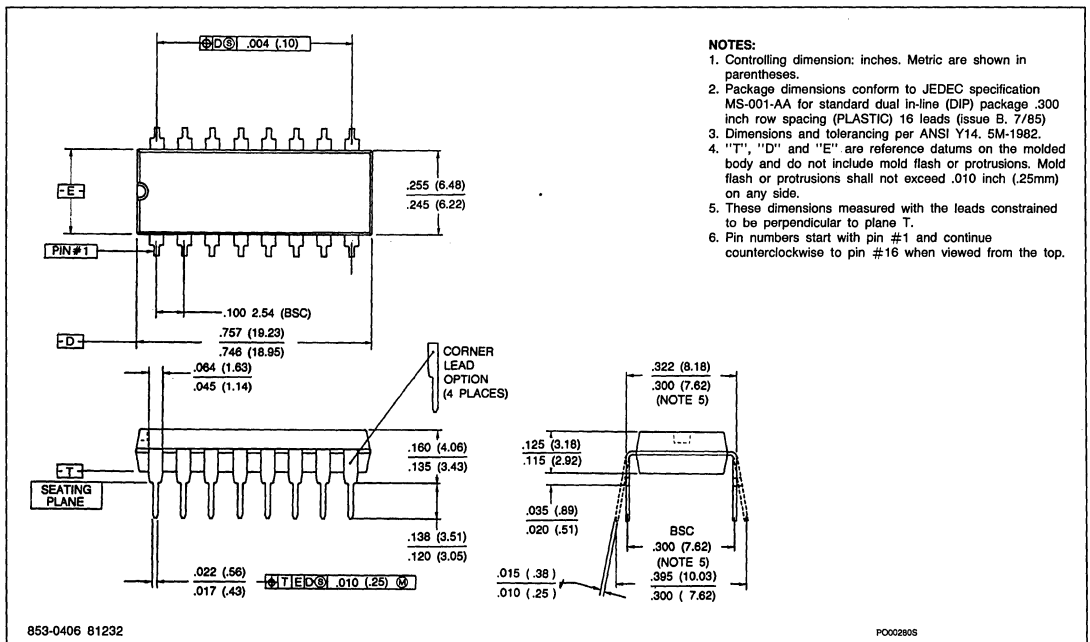 ⌖ D Ⓢ .004 (.10)
NOTES:
1. Controlling dimension: inches. Metric are shown in
parentheses.
2. Package dimensions conform to JEDEC specification
MS-001-AA for standard dual in-line (DIP) package .300
inch row spacing (PLASTIC) 16 leads (issue B. 7/85)
3. Dimensions and tolerancing per ANSI Y14. 5M-1982.
4. "T", "D" and "E" are reference datums on the molded
body and do not include mold flash or protrusions. Mold
flash or protrusions shall not exceed .010 inch (.25mm)
on any side.
5. These dimensions measured with the leads constrained
to be perpendicular to plane T.
6. Pin numbers start with pin #1 and continue
counterclockwise to pin #16 when viewed from the top.
-E-
.255 (6.48)
.245 (6.22)
PIN #1
.100 2.54 (BSC)
-D-
.757 (19.23)
.746 (18.95)
.064 (1.63)
.045 (1.14)
CORNER
LEAD
OPTION
(4 PLACES)
.322 (8.18)
.300 (7.62)
(NOTE 5)
.160 (4.06)
.135 (3.43)
.125 (3.18)
.115 (2.92)
-T-
SEATING
PLANE
.035 (.89)
.020 (.51)
.138 (3.51)
.120 (3.05)
BSC
.300 (7.62)
(NOTE 5)
.395 (10.03)
.300 ( 7.62)
.022 (.56)
.017 (.43)
⌖ T E D Ⓢ .010 (.25) Ⓜ
.015 ( .38 )
.010 ( .25 )
853-0406 81232
PO00280S